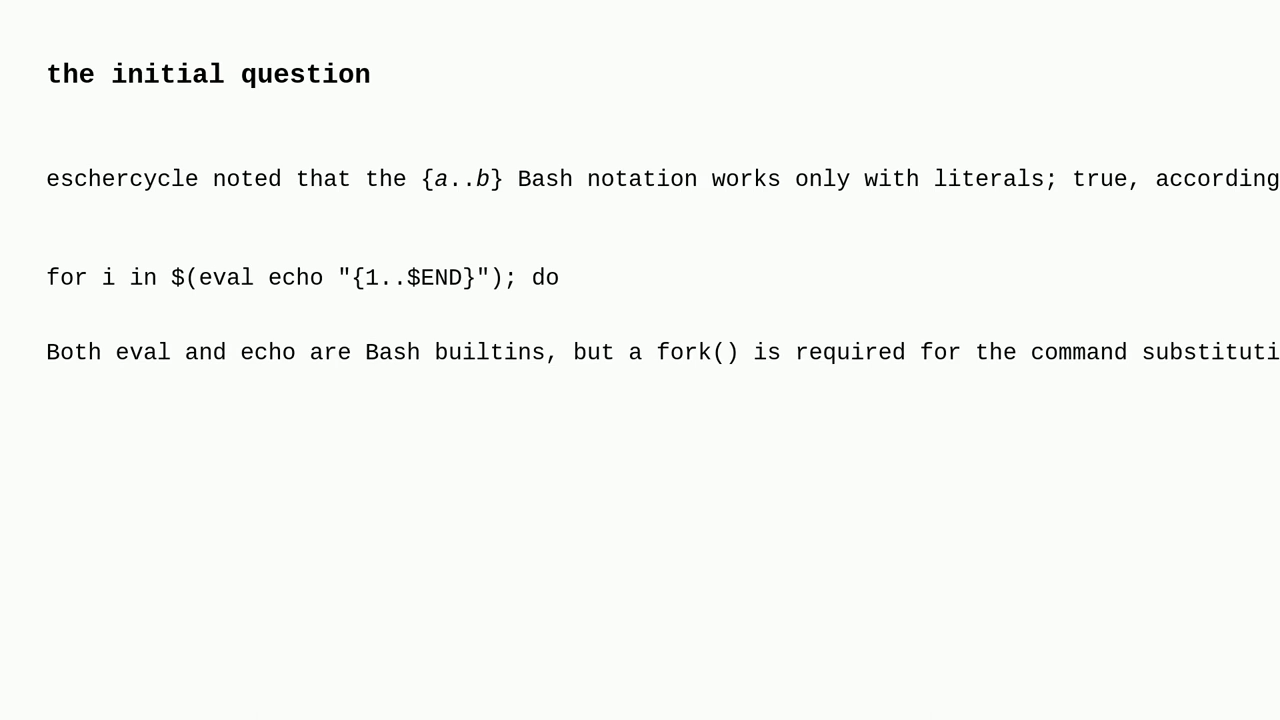 the initial question
eschercycle noted that the {a..b} Bash notation works only with literals; true, according
for i in $(eval echo "{1..$END}"); do
Both eval and echo are Bash builtins, but a fork() is required for the command substituti